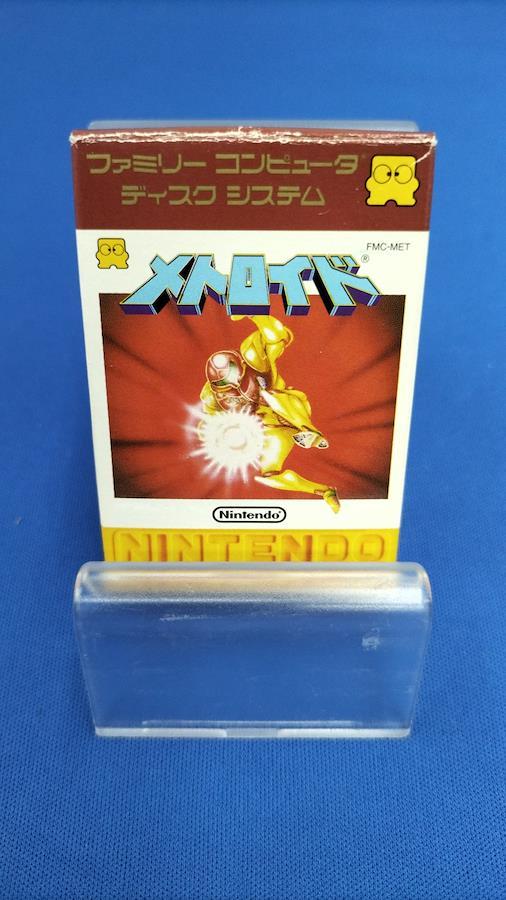 ファミリー コンピュータ
ディスク システム
FMC-MET
メトロイド®
Nintendo®
NINTENDO